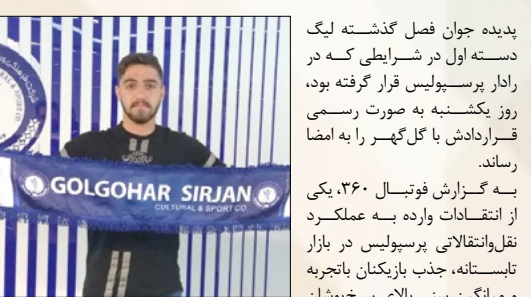 پدیده جوان فصل گذشته لیگ
دسته اول در شرایطی که در
رادار پرسپولیس قرار گرفته بود،
روز یکشنبه به صورت رسمی
قراردادش با گل‌گهر را به امضا
رساند.
به گزارش فوتبال ۳۶۰، یکی
از انتقادات وارده به عملکرد
نقل‌وانتقالاتی پرسپولیس در بازار
تابستانه، جذب بازیکنان باتجربه
GOLGOHAR SIRJAN
CULTURAL & SPORT CO